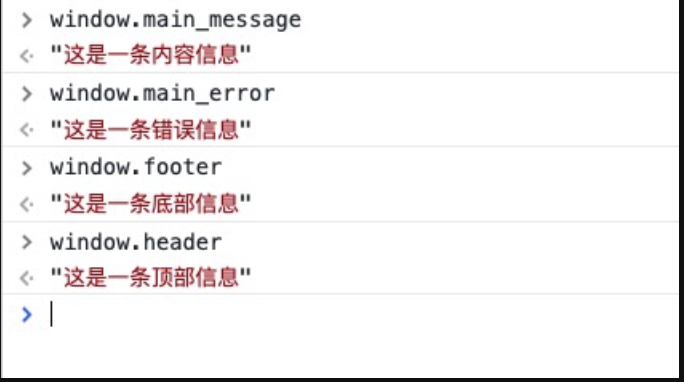 > window.main_message
<· "这是一条内容信息"
> window.main_error
<· "这是一条错误信息"
> window.footer
<· "这是一条底部信息"
> window.header
<· "这是一条顶部信息"
>